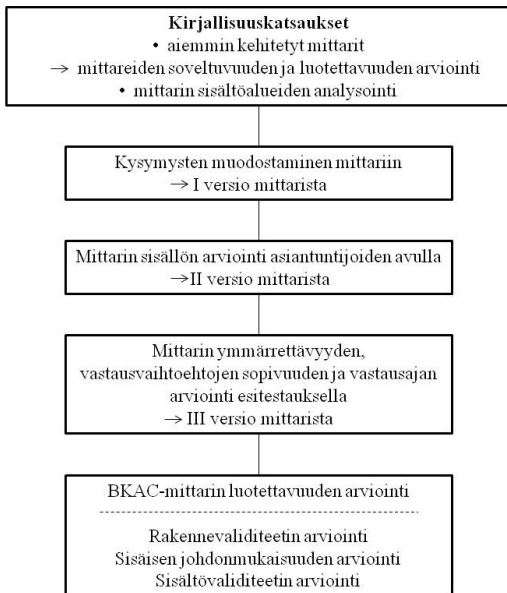 Kirjallisuuskatsaukset
• aiemmin kehitetyt mittarit
→ mittareiden soveltuvuuden ja luotettavuuden arviointi
• mittarin sisältöalueiden analysointi
Kysymysten muodostaminen mittariin
→ I versio mittarista
Mittarin sisällön arviointi asiantuntijoiden avulla
→II versio mittarista
Mittarin ymmärrettävyyden,
vastausvaihtoehtojen sopivuuden ja vastausajan
arviointi esitestauksella
→ III versio mittarista
BKAC-mittarin luotettavuuden arviointi
Rakennevaliditeetin arviointi
Sisäisen johdonmukaisuuden arviointi
Sisältövaliditeetin arviointi